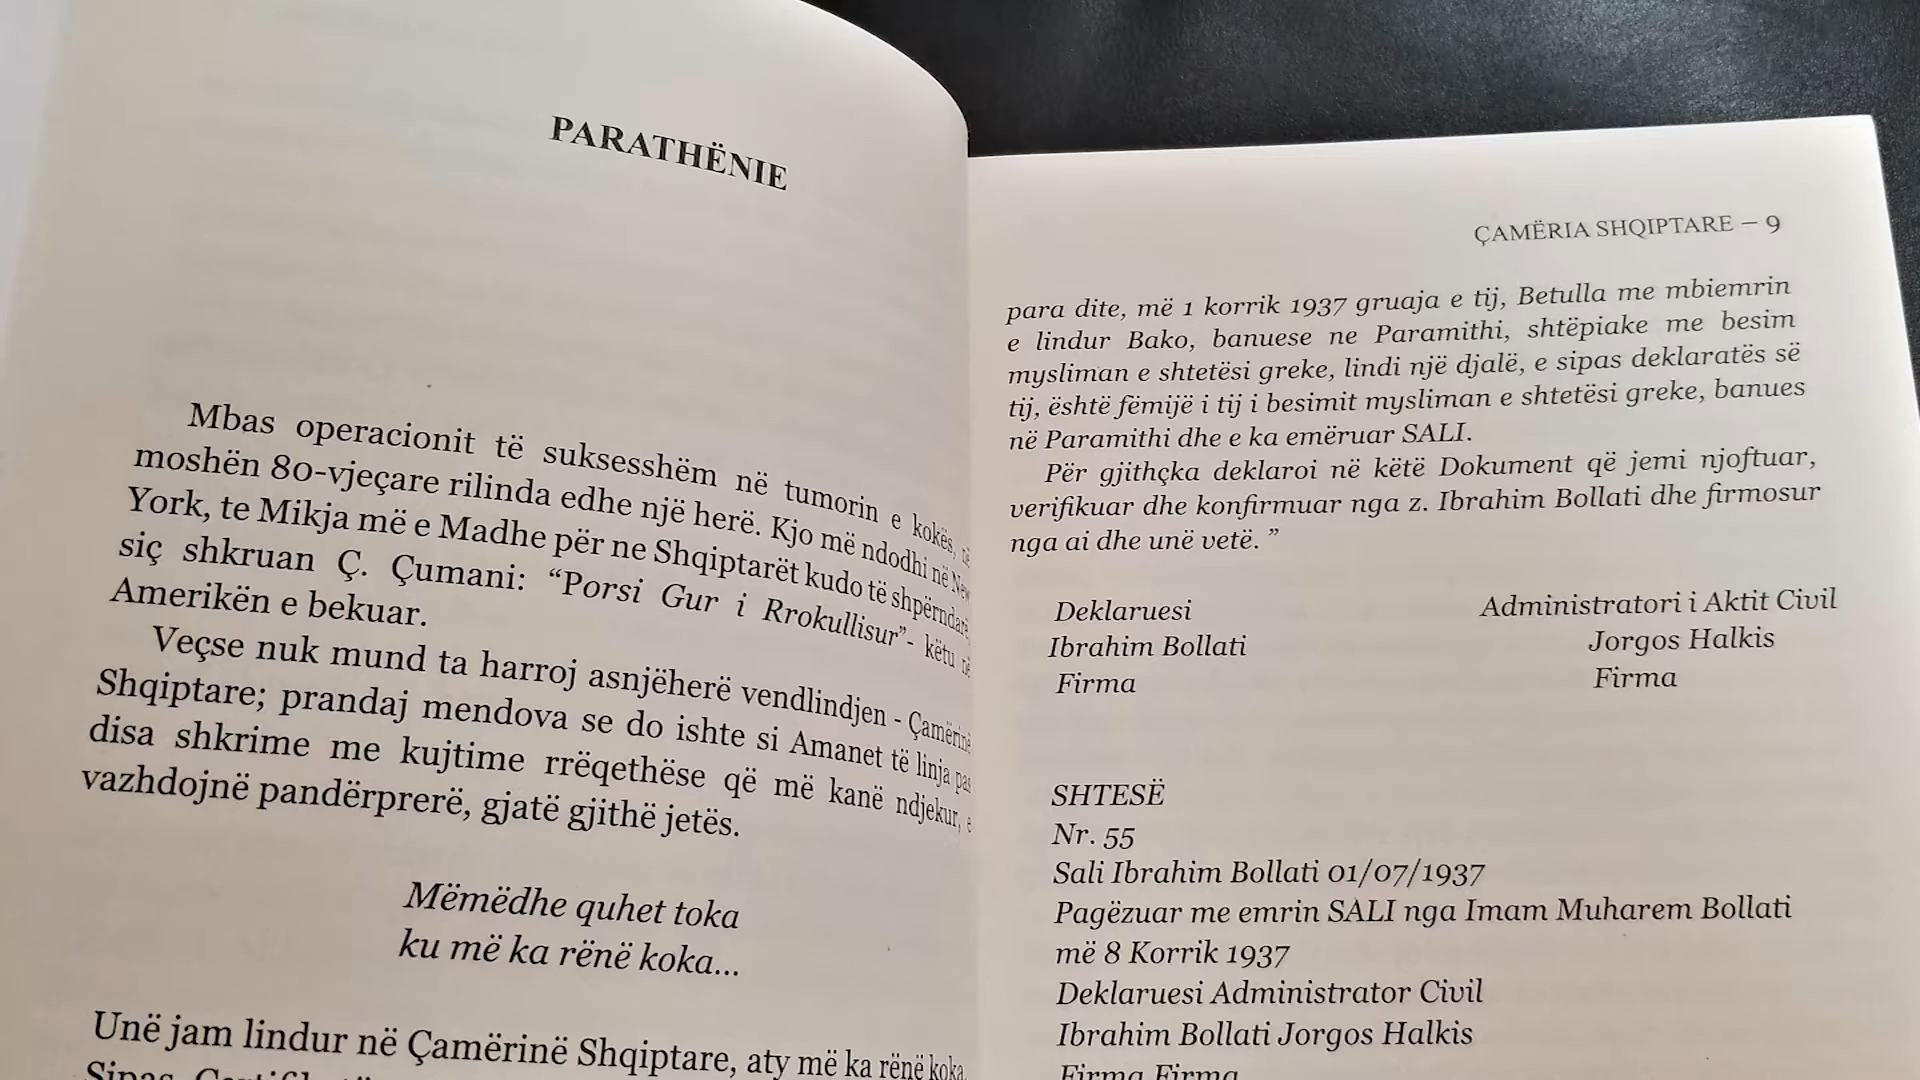 PARATHËNIE
Mbas operacionit të suksesshëm në tumorin e kokës, në
moshën 80-vjeçare rilinda edhe një herë. Kjo më ndodhi në New
York, te Mikja më e Madhe për ne Shqiptarët kudo të shpërndarë,
siç shkruan Ç. Çumani: “Porsi Gur i Rrokullisur”- këtu në
Amerikën e bekuar.
Veçse nuk mund ta harroj asnjëherë vendlindjen - Çamërinë
Shqiptare; prandaj mendova se do ishte si Amanet të linja pas
disa shkrime me kujtime rrëqethëse që më kanë ndjekur, e
vazhdojnë pandërprerë, gjatë gjithë jetës.
Mëmëdhe quhet toka
ku më ka rënë koka...
Unë jam lindur në Çamërinë Shqiptare, aty më ka rënë koka.
Sipas
ÇAMËRIA SHQIPTARE – 9
para dite, më 1 korrik 1937 gruaja e tij, Betulla me mbiemrin
e lindur Bako, banuese ne Paramithi, shtëpiake me besim
mysliman e shtetësi greke, lindi një djalë, e sipas deklaratës së
tij, është fëmijë i tij i besimit mysliman e shtetësi greke, banues
në Paramithi dhe e ka emëruar SALI.
Për gjithçka deklaroi në këtë Dokument që jemi njoftuar,
verifikuar dhe konfirmuar nga z. Ibrahim Bollati dhe firmosur
nga ai dhe unë vetë. ”
Deklaruesi
Ibrahim Bollati
Firma
Administratori i Aktit Civil
Jorgos Halkis
Firma
SHTESË
Nr. 55
Sali Ibrahim Bollati 01/07/1937
Pagëzuar me emrin SALI nga Imam Muharem Bollati
më 8 Korrik 1937
Deklaruesi Administrator Civil
Ibrahim Bollati Jorgos Halkis
Firma Firma